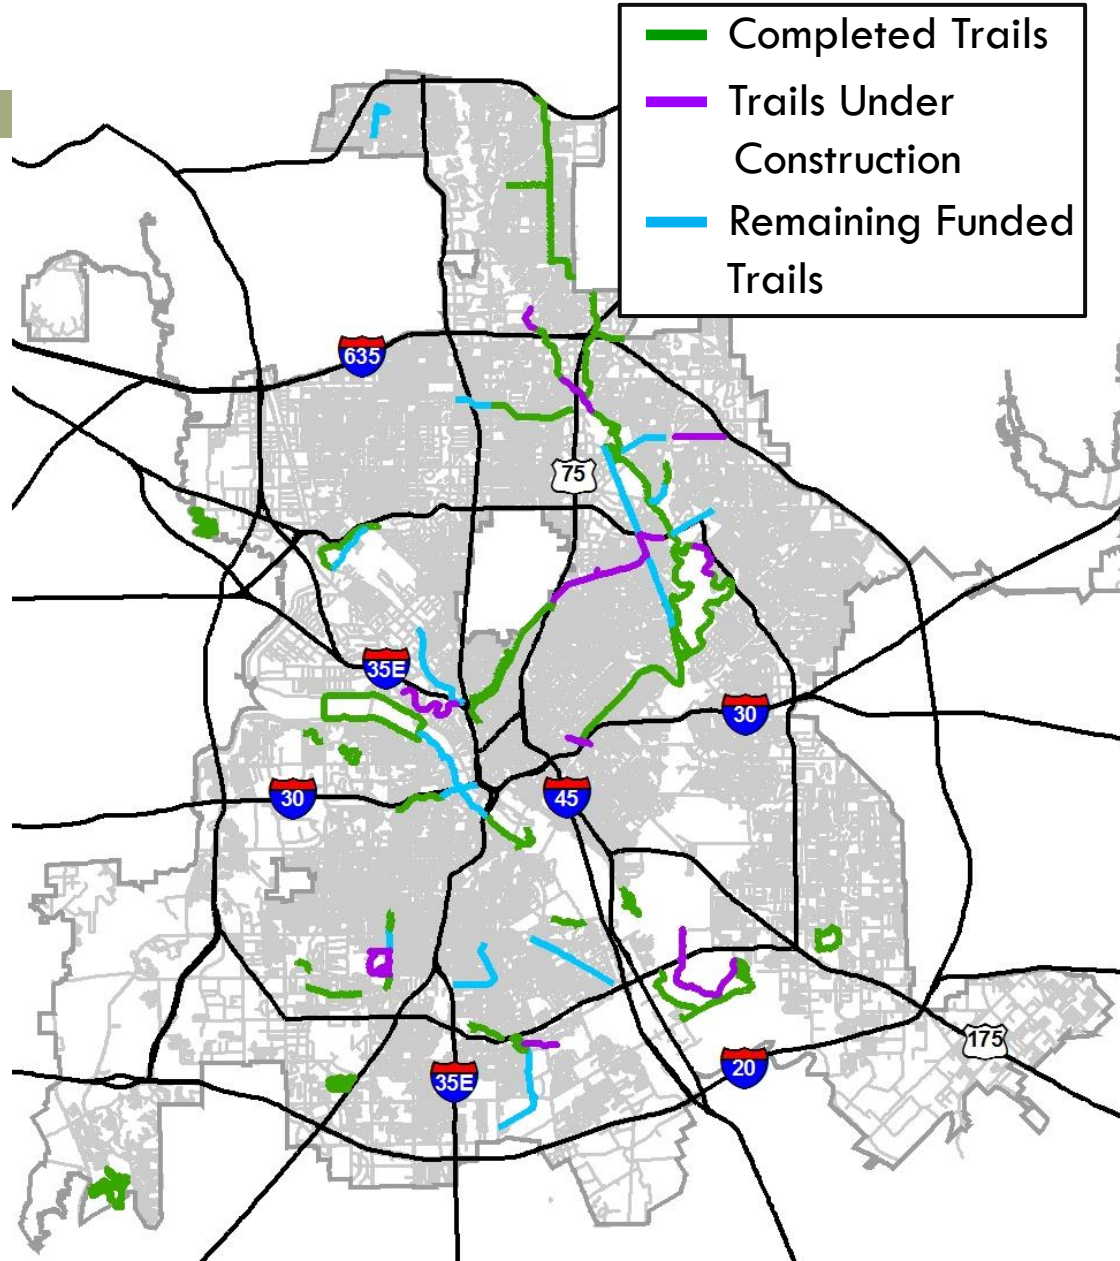 Completed Trails
Trails Under
Construction
Remaining Funded
Trails
635
75
35E
30
30
45
175
20
35E